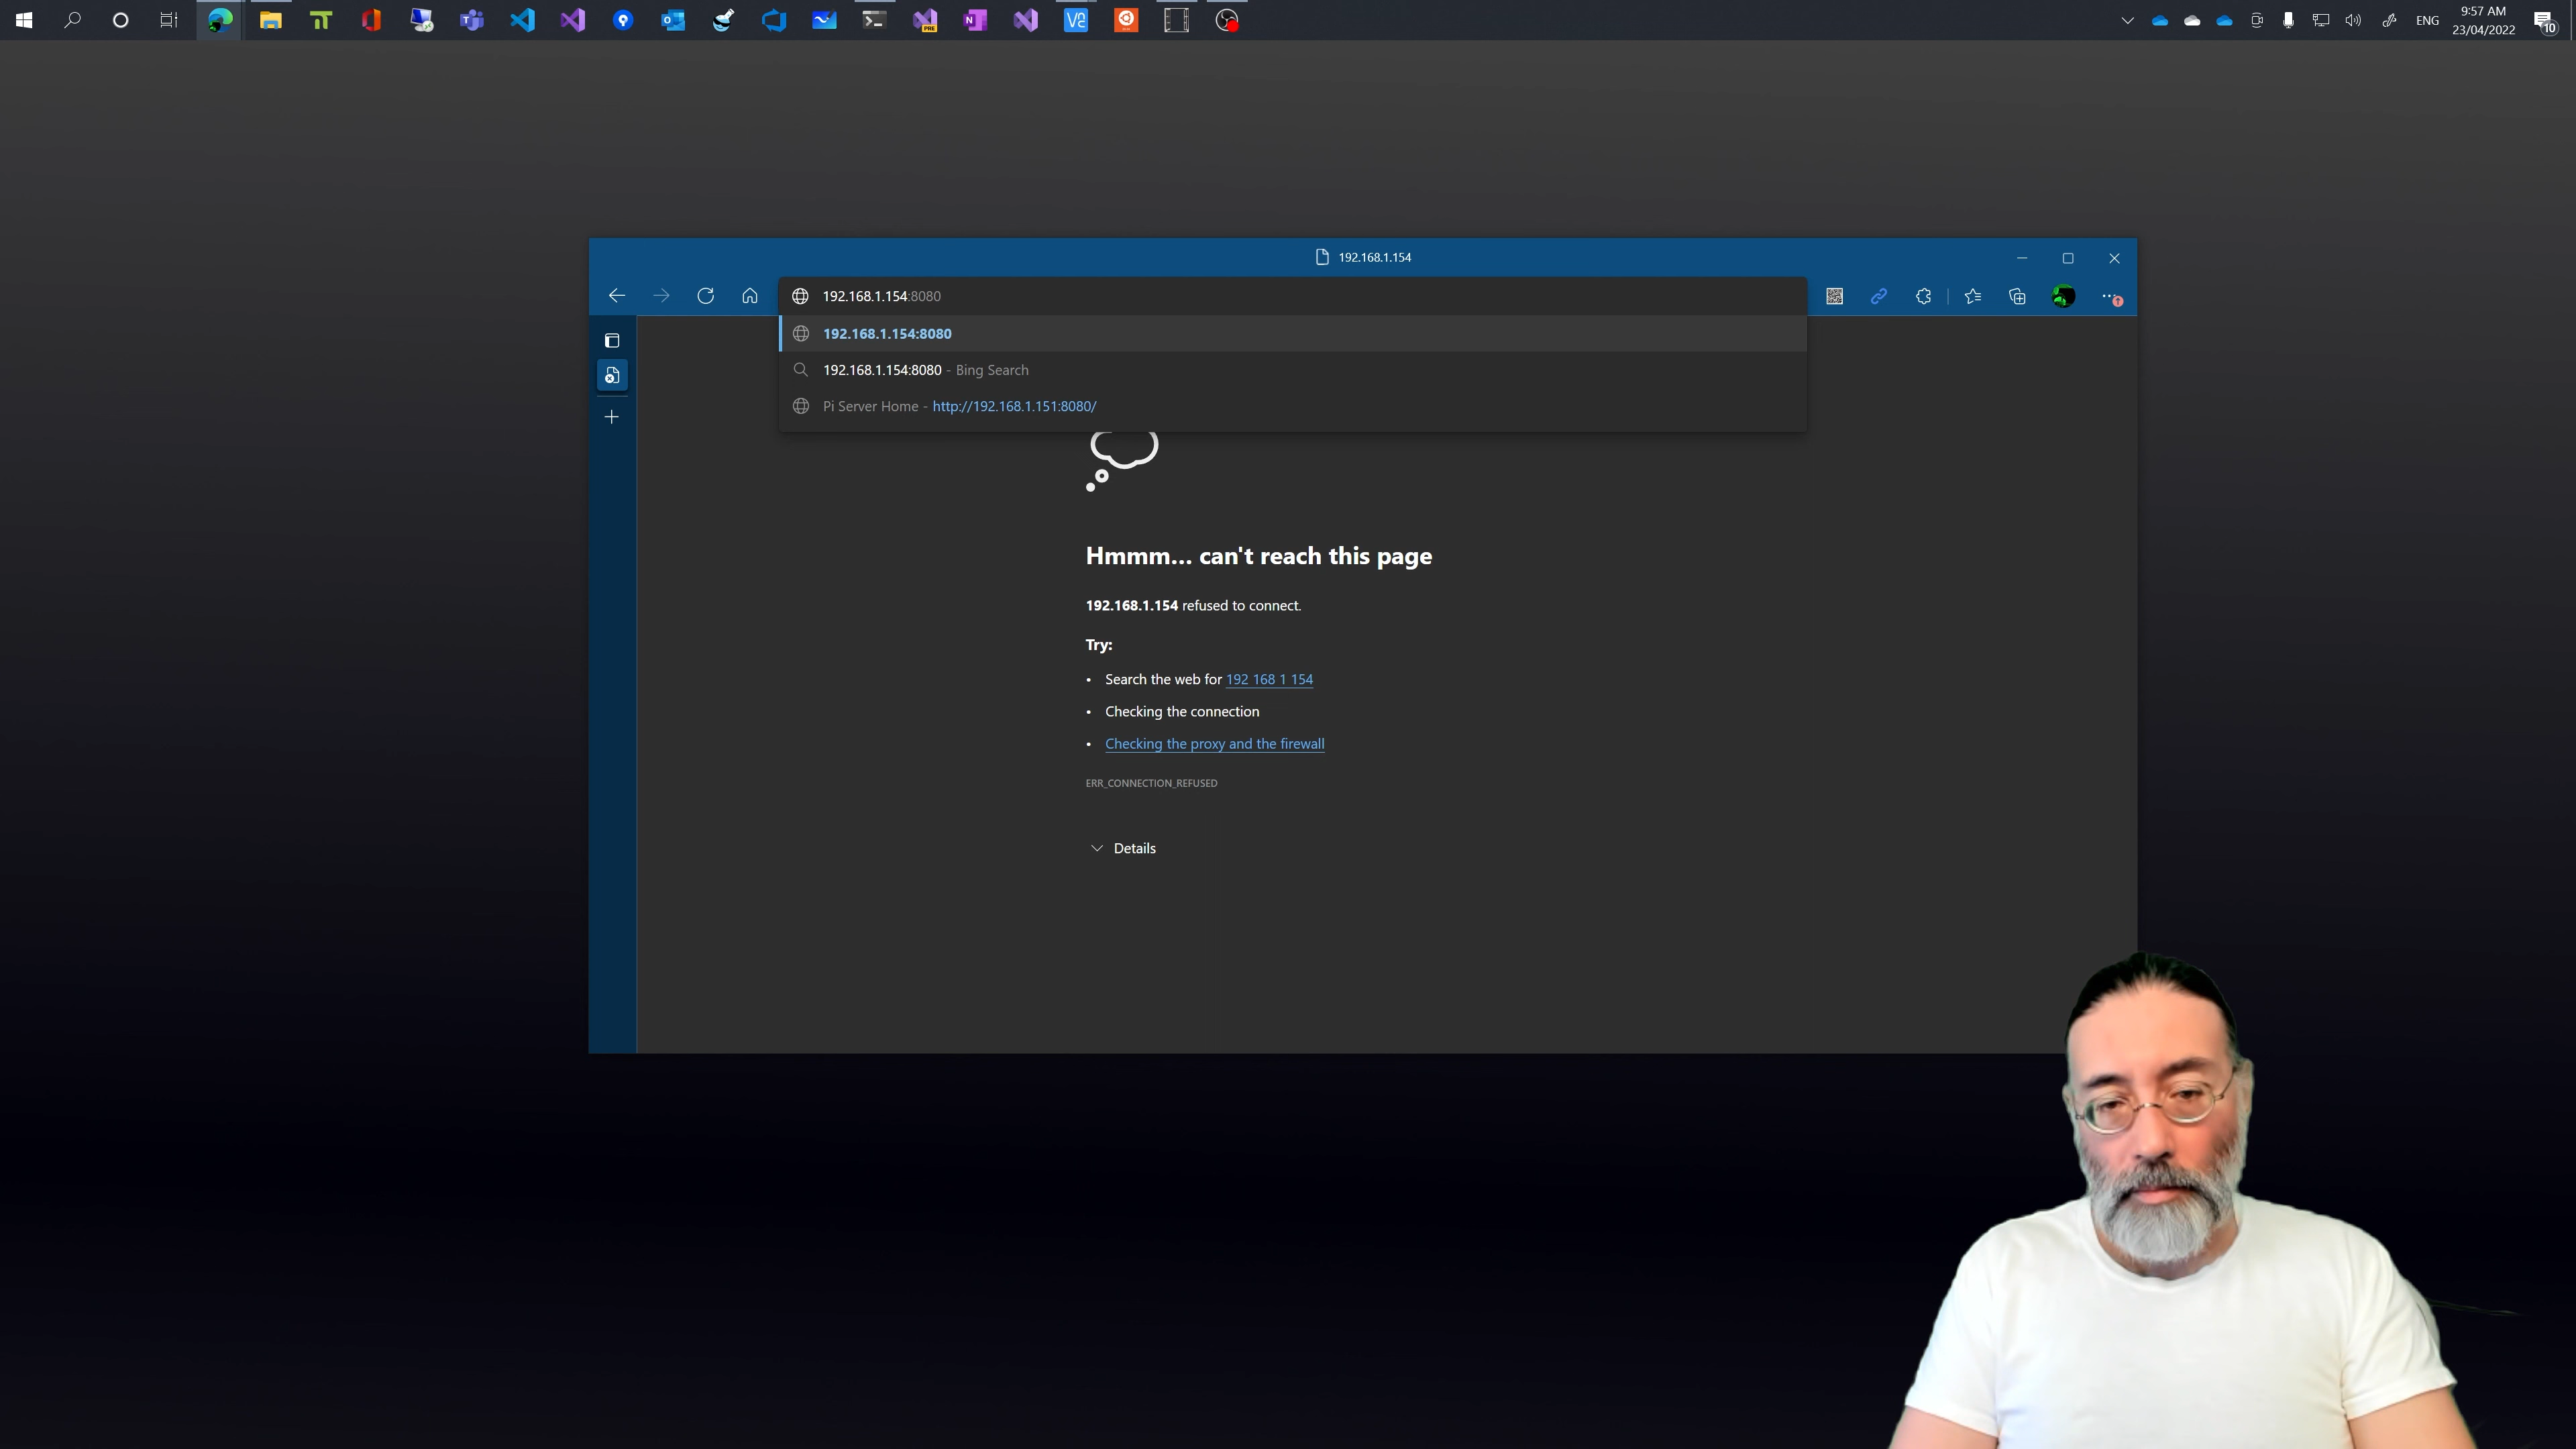 ENG
9:57 AM
23/04/2022
10
PRE
192.168.1.154
192.168.1.154:8080
192.168.1.154:8080
192.168.1.154:8080 - Bing Search
Pi Server Home - http://192.168.1.151:8080/
Hmmm... can't reach this page
192.168.1.154 refused to connect.
Try:
• Search the web for 192 168 1 154
• Checking the connection
• Checking the proxy and the firewall
ERR_CONNECTION_REFUSED
Details